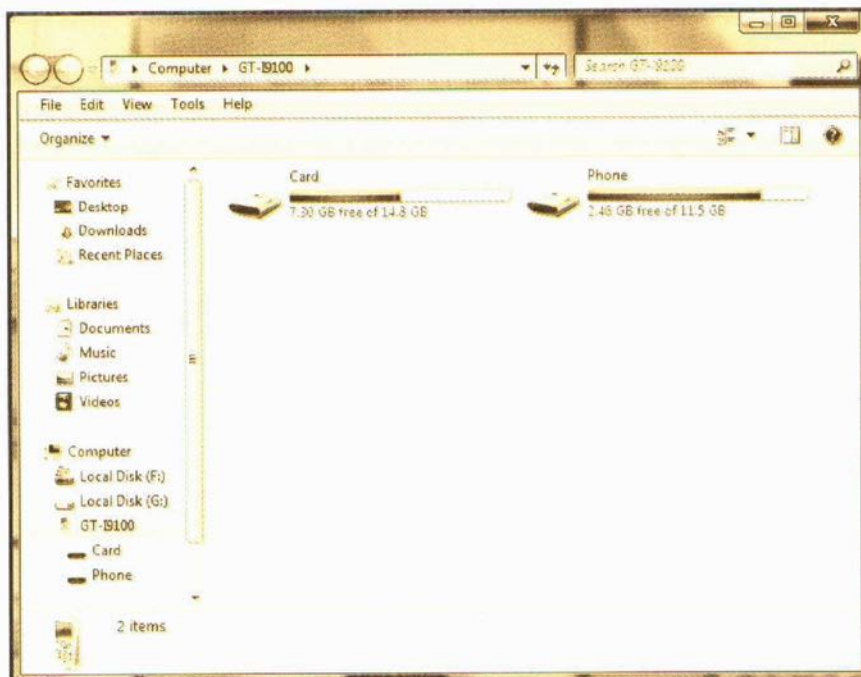 Computer ▸ GT-I9100 ▸
Search GT-I9100
File Edit View Tools Help
Organize
Favorites
Desktop
Downloads
Recent Places
Libraries
Documents
Music
Pictures
Videos
Computer
Local Disk (F:)
Local Disk (G:)
GT-I9100
Card
Phone
Card
7.30 GB free of 14.8 GB
Phone
2.46 GB free of 11.5 GB
2 items